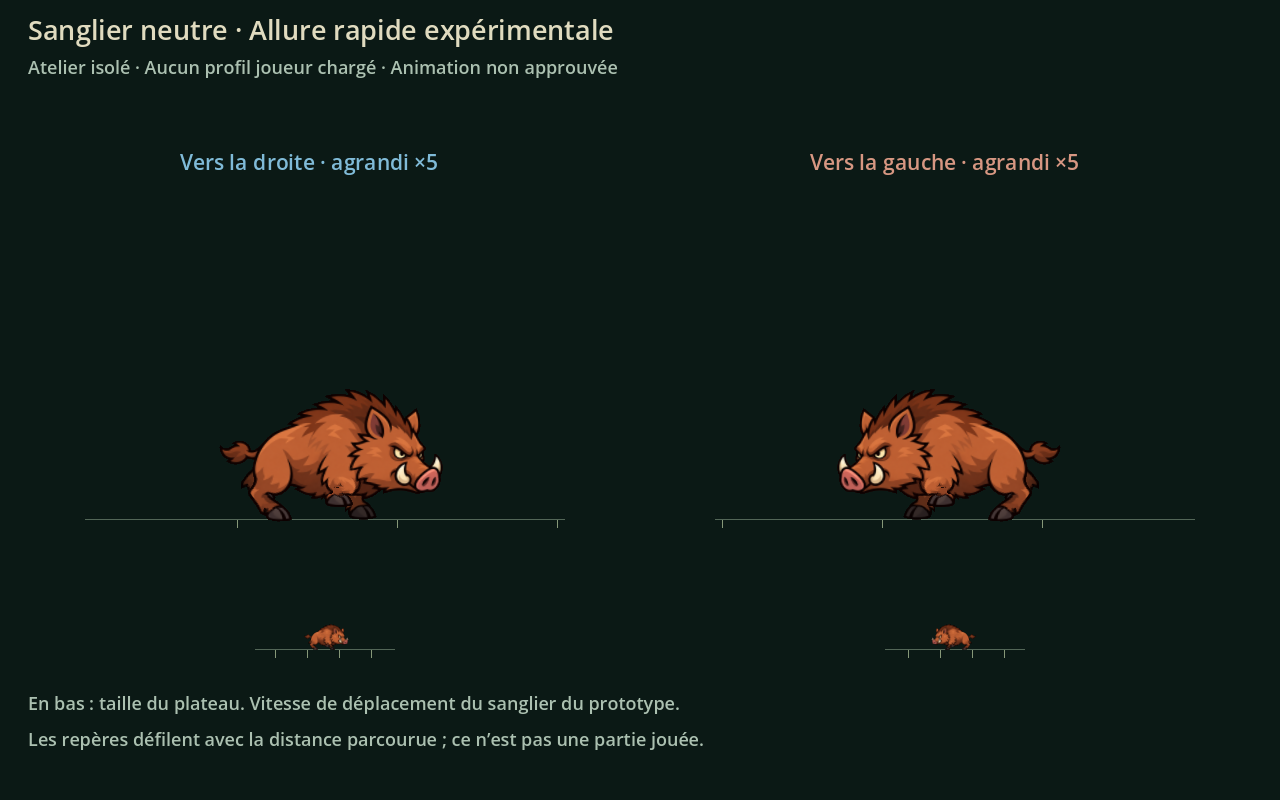 Sanglier neutre · Allure rapide expérimentale
Atelier isolé · Aucun profil joueur chargé · Animation non approuvée
Vers la droite · agrandi ×5
Vers la gauche · agrandi ×5
En bas : taille du plateau. Vitesse de déplacement du sanglier du prototype.
Les repères défilent avec la distance parcourue ; ce n’est pas une partie jouée.